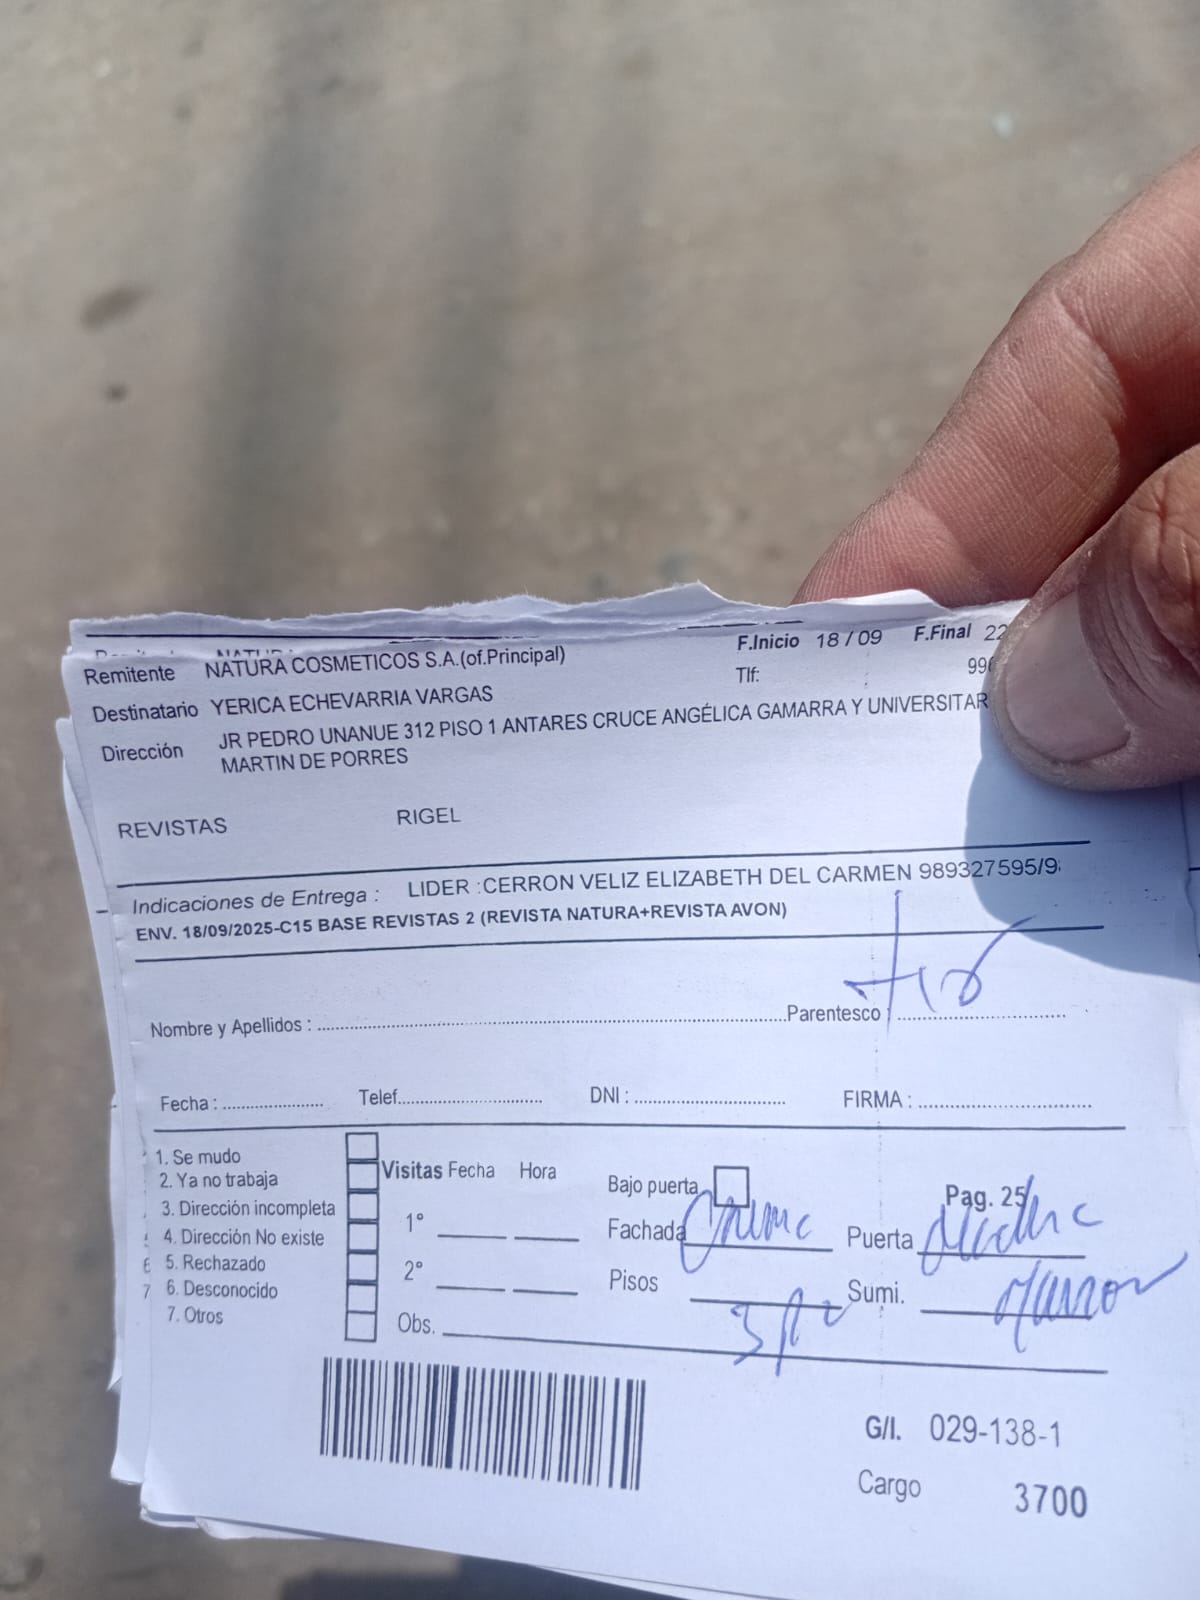 F.Inicio 18 / 09 F.Final 22
Remitente NATURA COSMETICOS S.A.(of.Principal)
Tlf: 996
Destinatario YERICA ECHEVARRIA VARGAS
Dirección JR PEDRO UNANUE 312 PISO 1 ANTARES CRUCE ANGÉLICA GAMARRA Y UNIVERSITAR
MARTIN DE PORRES
REVISTAS RIGEL
Indicaciones de Entrega : LIDER :CERRON VELIZ ELIZABETH DEL CARMEN 989327595/9
ENV. 18/09/2025-C15 BASE REVISTAS 2 (REVISTA NATURA+REVISTA AVON)
Nombre y Apellidos : Parentesco :
Fecha : Telef. DNI : FIRMA :
1. Se mudo
2. Ya no trabaja
3. Dirección incompleta
4. Dirección No existe
5. Rechazado
6. Desconocido
7. Otros
Visitas Fecha Hora
1°
2°
Obs.
Bajo puerta Pag. 25
Fachada Puerta
Pisos Sumi. Marron
G/I. 029-138-1
Cargo 3700